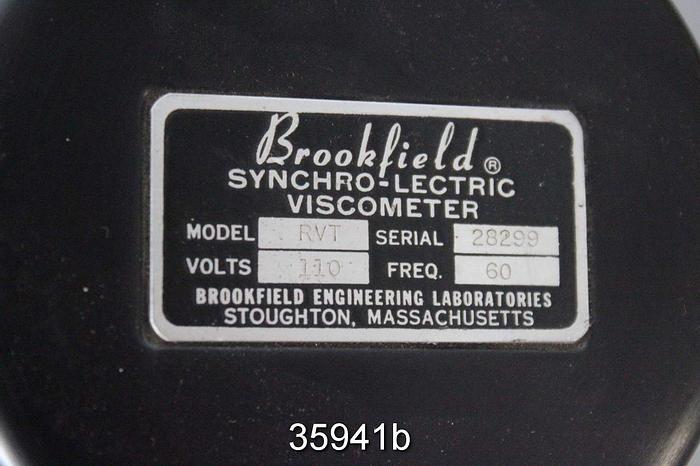 Brookfield ®
SYNCHRO-LECTRIC
VISCOMETER
MODEL RVT SERIAL 28299
VOLTS 110 FREQ. 60
BROOKFIELD ENGINEERING LABORATORIES
STOUGHTON, MASSACHUSETTS
35941b